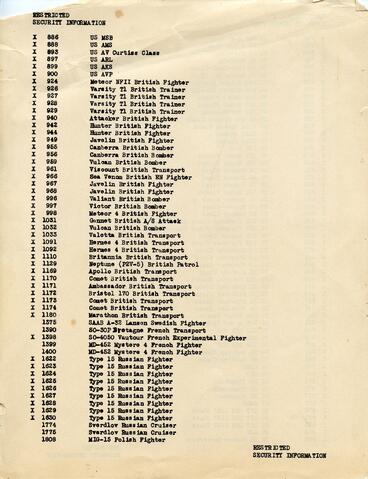 RESTRICTED
SECURITY INFORMATION
X 886 US MSB
X 888 US AMS
X 893 US AV Curtiss Class
X 897 US ARL
X 899 US AKS
X 900 US AVP
X 924 Meteor NFII British Fighter
X 926 Varsity T1 British Trainer
X 927 Varsity T1 British Trainer
X 928 Varsity T1 British Trainer
X 929 Varsity T1 British Trainer
X 940 Attacker British Fighter
X 942 Hunter British Fighter
X 944 Hunter British Fighter
X 949 Javelin British Fighter
X 955 Canberra British Bomber
X 956 Canberra British Bomber
X 959 Vulcan British Bomber
X 961 Viscount British Transport
X 966 Sea Venom British RN Fighter
X 967 Javelin British Fighter
X 968 Javelin British Fighter
X 996 Valiant British Bomber
X 997 Victor British Bomber
X 998 Meteor 4 British Fighter
X 1031 Gannet British A/S Attack
X 1032 Vulcan British Bomber
X 1033 Valetta British Transport
X 1091 Hermes 4 British Transport
X 1092 Hermes 4 British Transport
X 1110 Britannia British Transport
X 1129 Neptune (P2V-5) British Patrol
X 1169 Apollo British Transport
X 1170 Comet British Transport
X 1171 Ambassador British Transport
X 1172 Bristol 170 British Transport
X 1173 Comet British Transport
X 1174 Comet British Transport
X 1180 Marathon British Transport
1375 SAAB A-32 Lansen Swedish Fighter
1390 SO-30P Bretagne French Transport
X 1398 SO-4050 Vautour French Experimental Fighter
1399 MD-452 Mystere 4 French Fighter
1400 MD-452 Mystere 4 French Fighter
X 1622 Type 15 Russian Fighter
X 1623 Type 15 Russian Fighter
X 1624 Type 15 Russian Fighter
X 1625 Type 15 Russian Fighter
X 1626 Type 15 Russian Fighter
X 1627 Type 15 Russian Fighter
X 1628 Type 15 Russian Fighter
X 1629 Type 15 Russian Fighter
X 1630 Type 15 Russian Fighter
1774 Sverdlov Russian Cruiser
1775 Sverdlov Russian Cruiser
1808 MIG-15 Polish Fighter
RESTRICTED
SECURITY INFORMATION